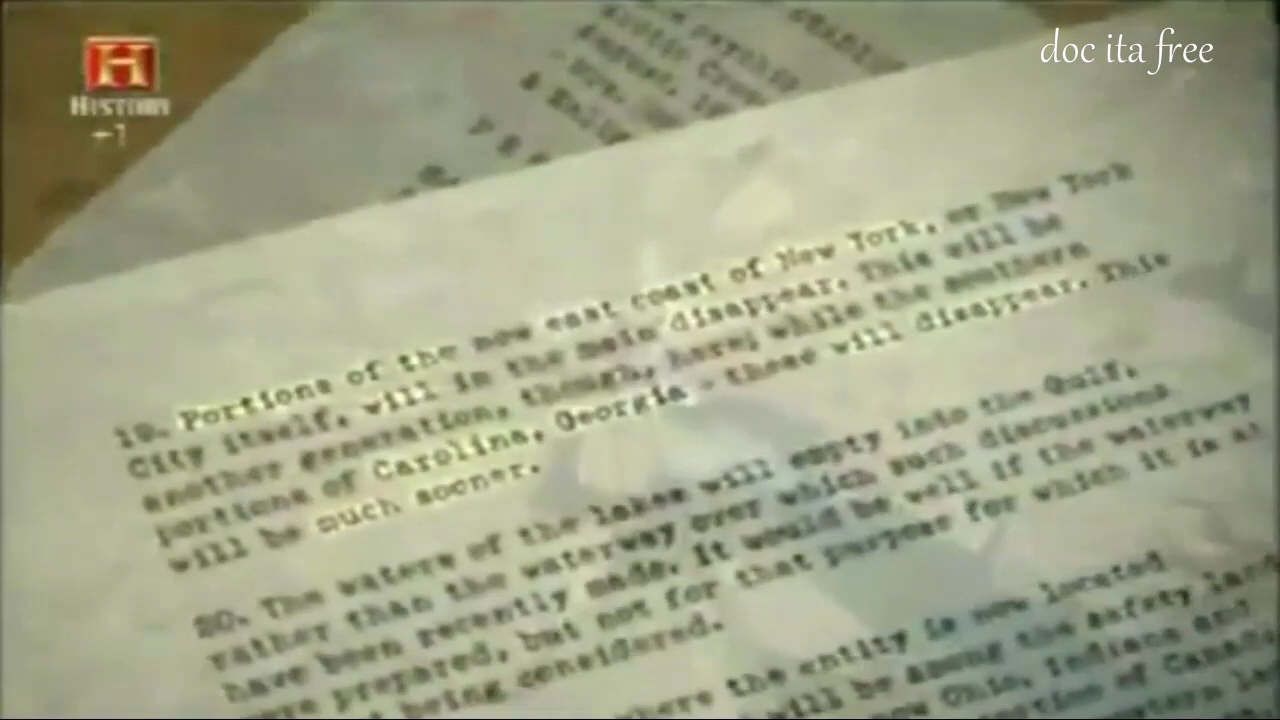 HISTORY
+1
doc ita free
19. Portions of the now east coast of New York, or New York
City itself, will in the main disappear. This will be
another generation, though, here; while the southern
portions of Carolina, Georgia - these will disappear. This
will be much sooner.
20. The waters of the lakes will empty into the Gulf,
rather than the waterway over which such discussions
have been recently made. It would be well if the waterway
were prepared, but not for that purpose for which it is at
being considered.
where the entity is now located
will be among the safety land
now Ohio, Indiana and